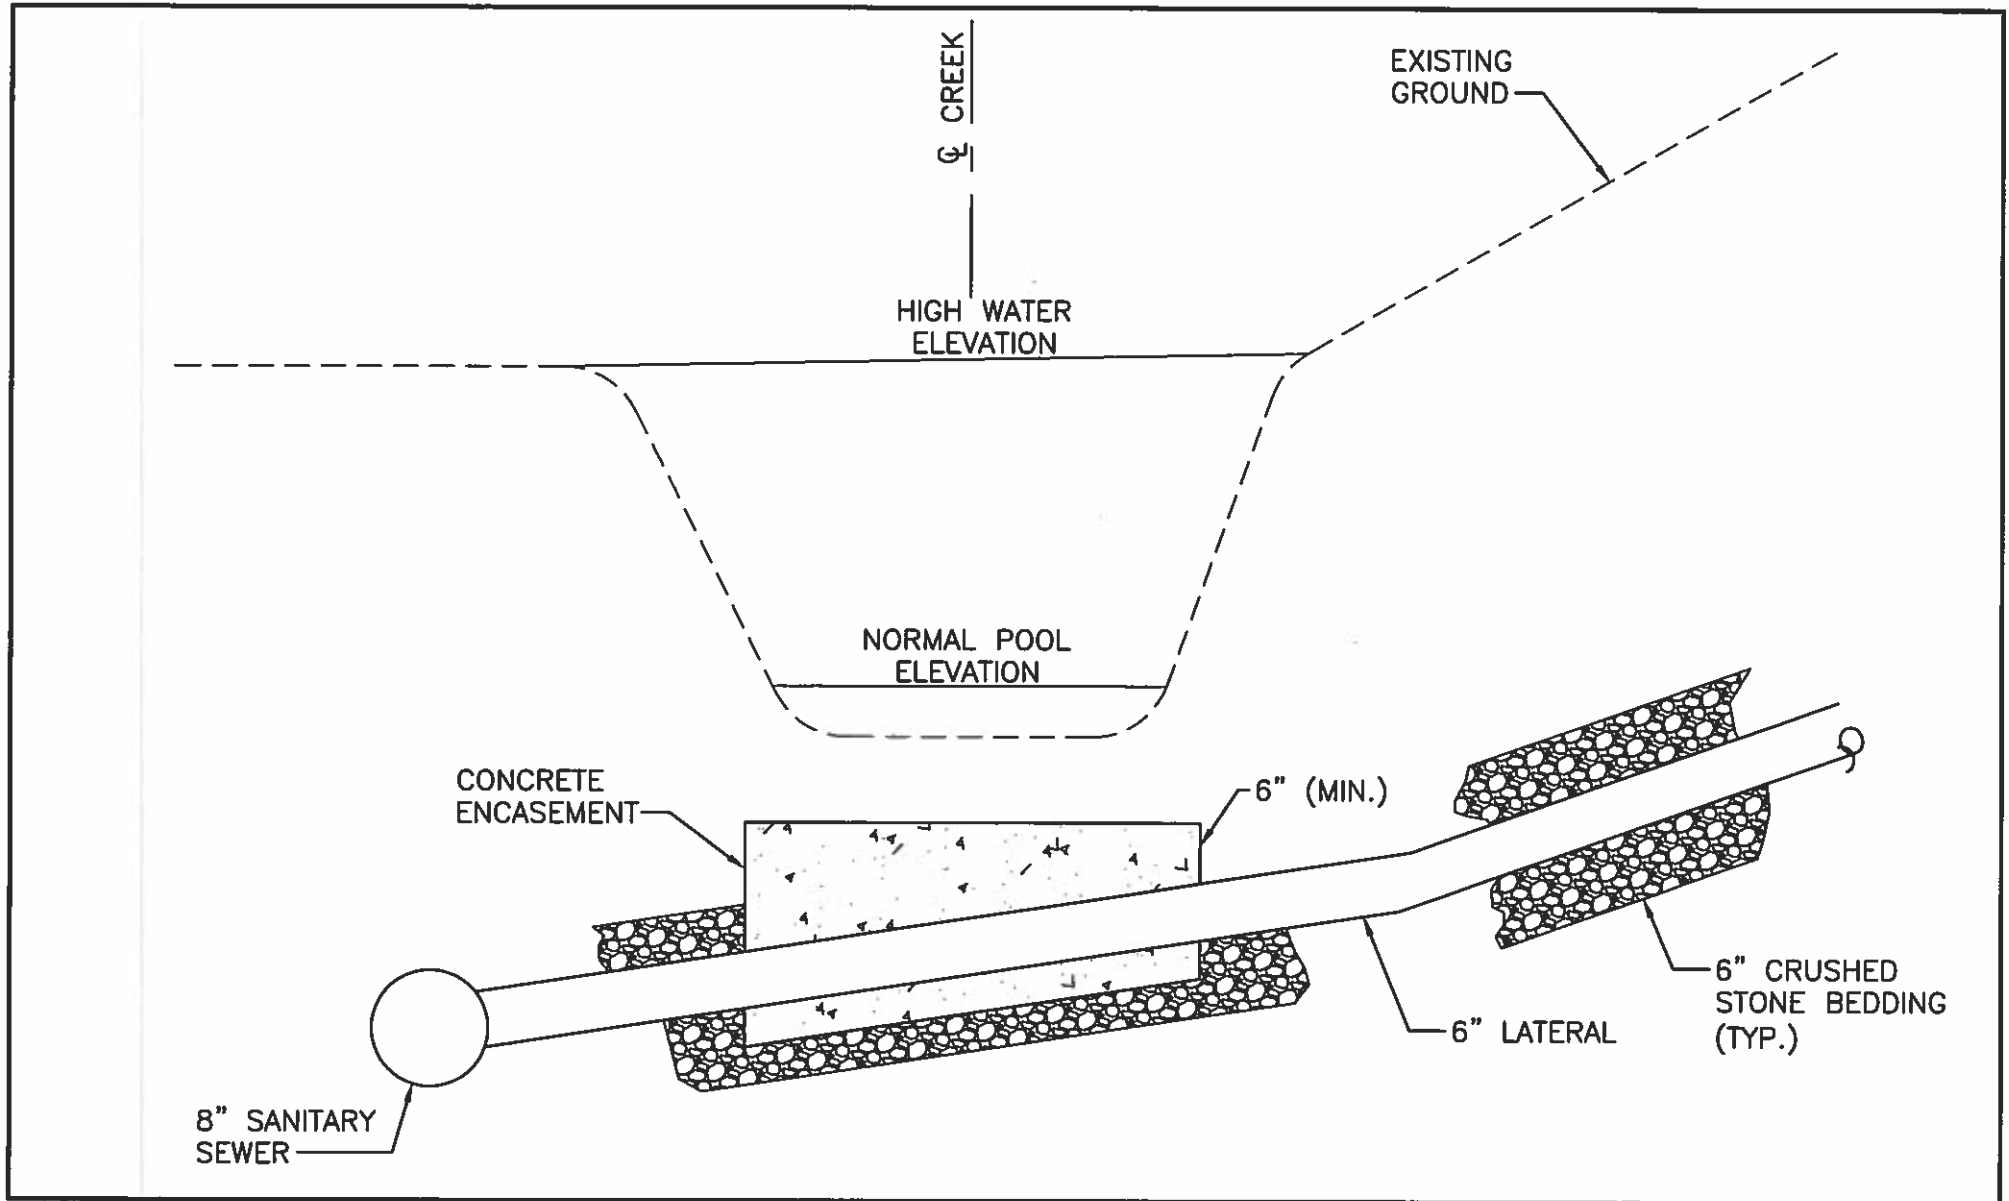 ℄ CREEK
EXISTING
GROUND
HIGH WATER
ELEVATION
NORMAL POOL
ELEVATION
CONCRETE
ENCASEMENT
6" (MIN.)
6" CRUSHED
STONE BEDDING
(TYP.)
6" LATERAL
8" SANITARY
SEWER